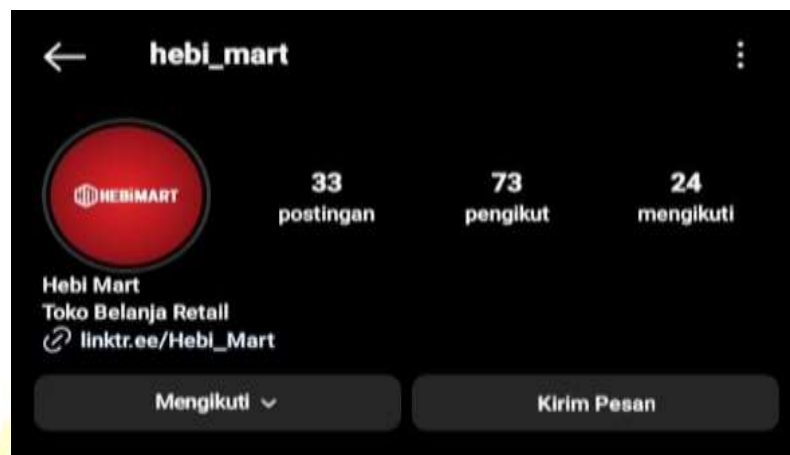 hebi_mart
HEBIMART
33 postingan
73 pengikut
24 mengikuti
Hebi Mart
Toko Belanja Retail
linktr.ee/Hebi_Mart
Mengikuti
Kirim Pesan